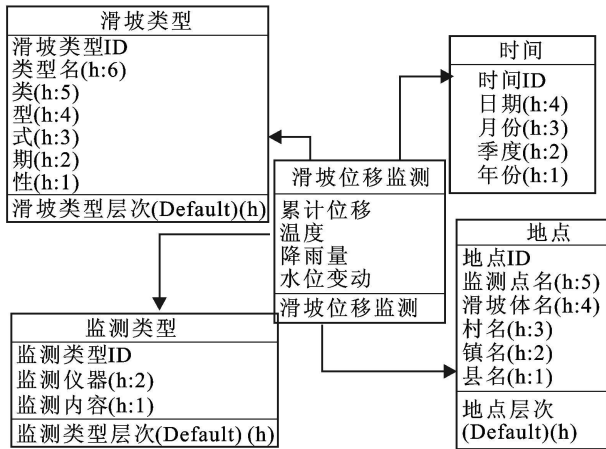 滑坡类型
滑坡类型ID
类型名(h:6)
类(h:5)
型(h:4)
式(h:3)
期(h:2)
性(h:1)
滑坡类型层次(Default)(h)
时间
时间ID
日期(h:4)
月份(h:3)
季度(h:2)
年份(h:1)
滑坡位移监测
累计位移
温度
降雨量
水位变动
滑坡位移监测
地点
地点ID
监测点名(h:5)
滑坡体名(h:4)
村名(h:3)
镇名(h:2)
县名(h:1)
地点层次
(Default)(h)
监测类型
监测类型ID
监测仪器(h:2)
监测内容(h:1)
监测类型层次(Default) (h)